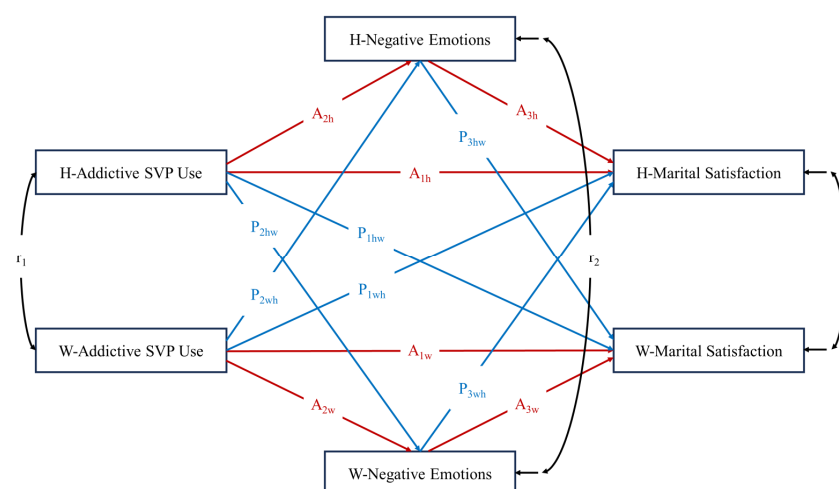 H-Negative Emotions
A2h
A3h
P3hw
H-Addictive SVP Use
H-Marital Satisfaction
A1h
P2hw
P1hw
r1
r2
P2wh
P1wh
W-Addictive SVP Use
W-Marital Satisfaction
A1w
P3wh
A2w
A3w
W-Negative Emotions